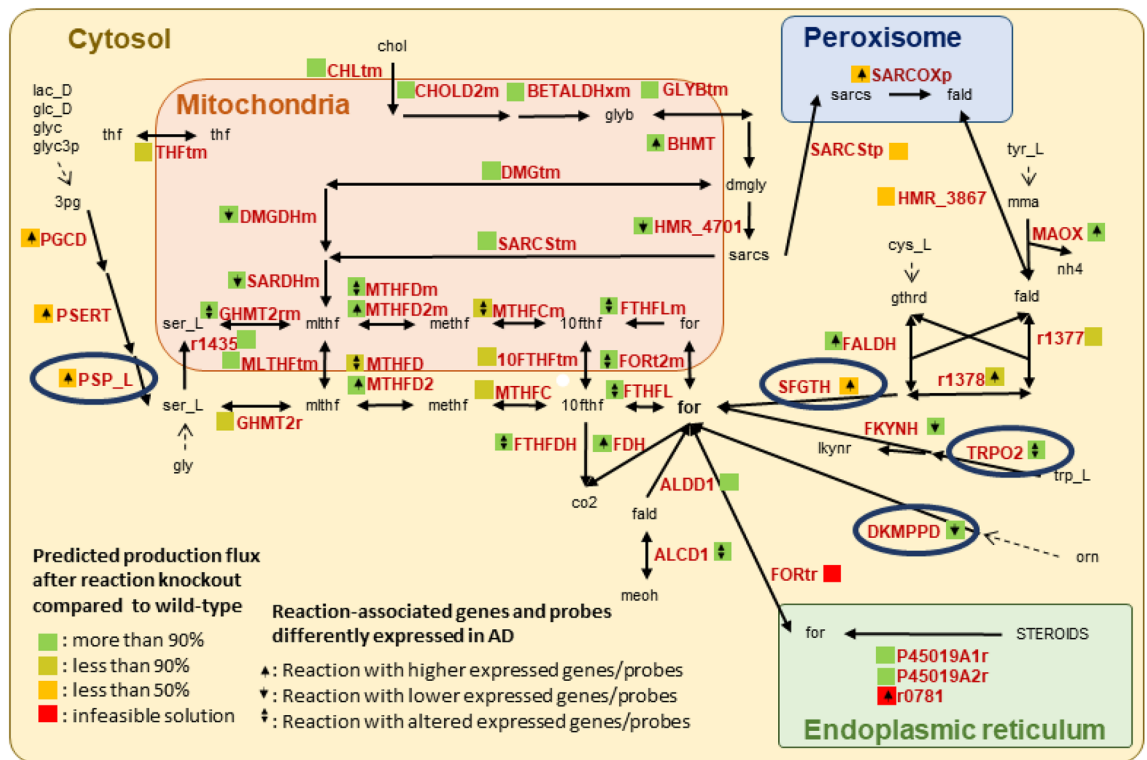 Cytosol
Peroxisome
chol
CHLtm
SARCOXp
sarcs
fald
lac_D
glc_D
glyc
glyc3p
Mitochondria
CHOLD2m
BETALDHxm
GLYBtm
glyb
thf
thf
THFtm
BHMT
SARCStp
tyr_L
3pg
DMGtm
dmgly
HMR_3867
mma
PGCD
DMGDHm
HMR_4701
SARCStm
sarcs
MAOX
cys_L
nh4
SARDHm
MTHFDm
gthrd
fald
PSERT
GHMT2rm
MTHFD2m
MTHFCm
FTHFLm
ser_L
mlthf
methf
10fthf
for
r1435
FALDH
r1377
MLTHFtm
MTHFD
10FTHFtm
FORt2m
PSP_L
MTHFD2
MTHFC
FTHFL
SFGTH
r1378
ser_L
mlthf
methf
10fthf
for
GHMT2r
FKYNH
FTHFDH
FDH
lkynr
TRPO2
gly
trp_L
ALDD1
co2
fald
DKMPPD
ALCD1
orn
FORtr
meoh
Predicted production flux
after reaction knockout
compared to wild-type
: more than 90%
: less than 90%
: less than 50%
: infeasible solution
Reaction-associated genes and probes
differently expressed in AD
: Reaction with higher expressed genes/probes
: Reaction with lower expressed genes/probes
: Reaction with altered expressed genes/probes
for
STEROIDS
P45019A1r
P45019A2r
r0781
Endoplasmic reticulum